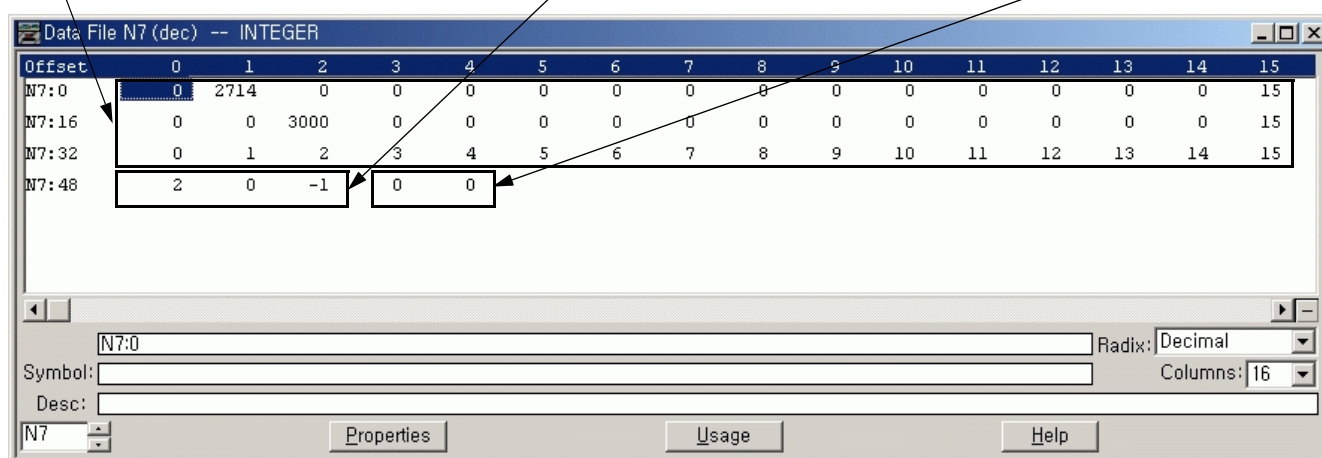 Data File N7 (dec) -- INTEGER
Offset 0 1 2 3 4 5 6 7 8 9 10 11 12 13 14 15
N7:0 0 2714 0 0 0 0 0 0 0 0 0 0 0 0 0 15
N7:16 0 0 3000 0 0 0 0 0 0 0 0 0 0 0 0 15
N7:32 0 1 2 3 4 5 6 7 8 9 10 11 12 13 14 15
N7:48 2 0 -1 0 0
N7:0 Radix: Decimal
Symbol: Columns: 16
Desc:
N7 Properties Usage Help